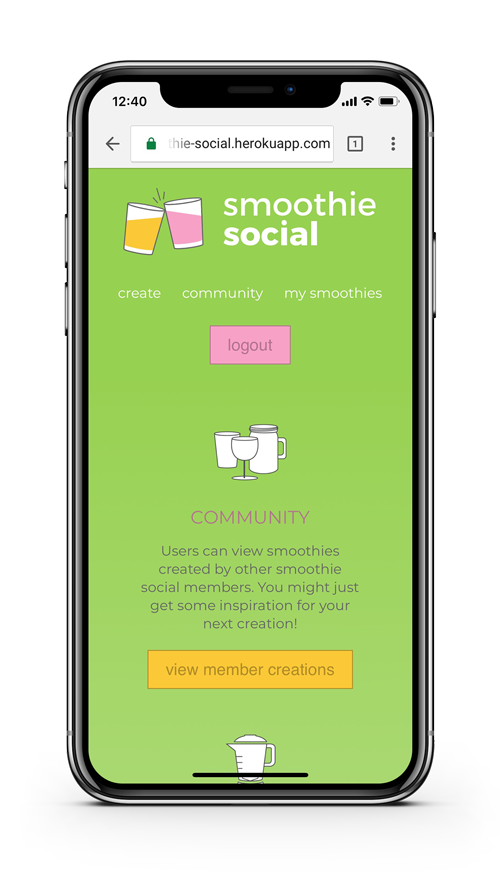 12:40
thie-social.herokuapp.com
1
smoothie
social
create community my smoothies
logout
COMMUNITY
Users can view smoothies
created by other smoothie
social members. You might just
get some inspiration for your
next creation!
view member creations